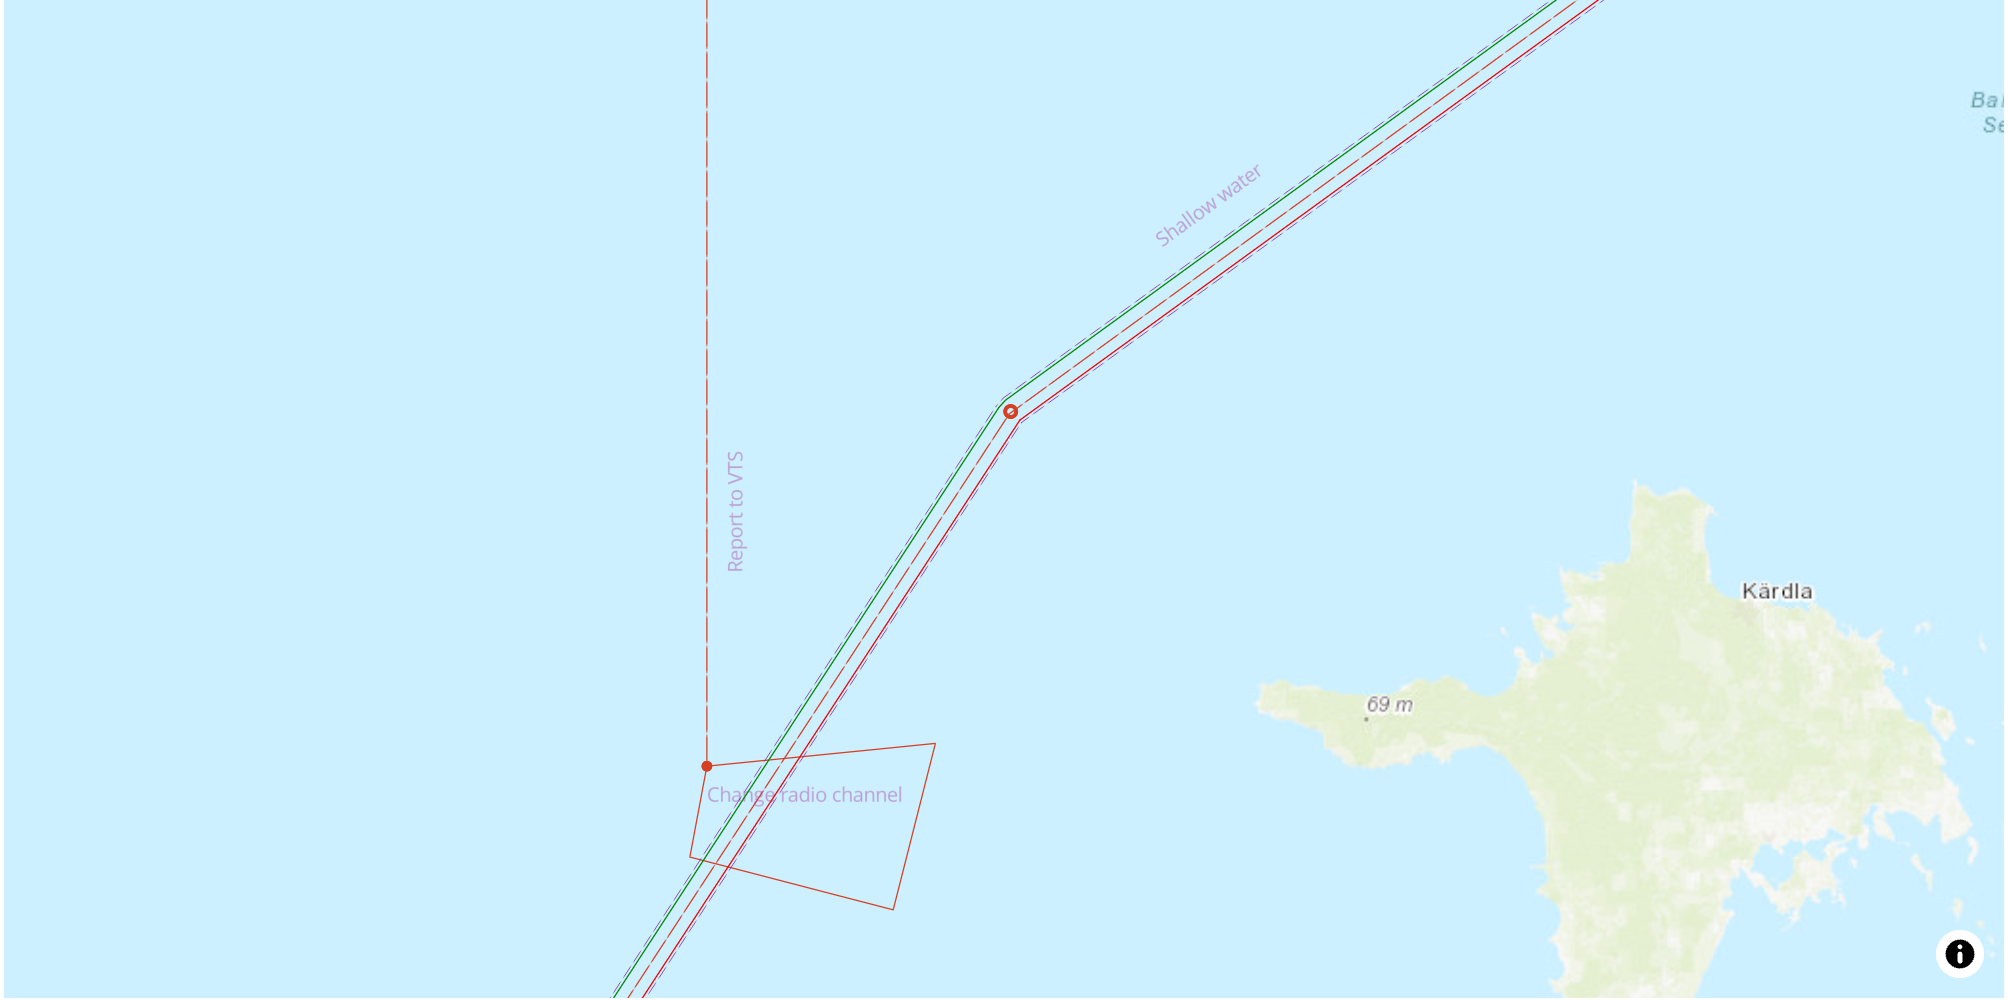 Shallow water
Report to VTS
Kärdla
69 m
Change radio channel